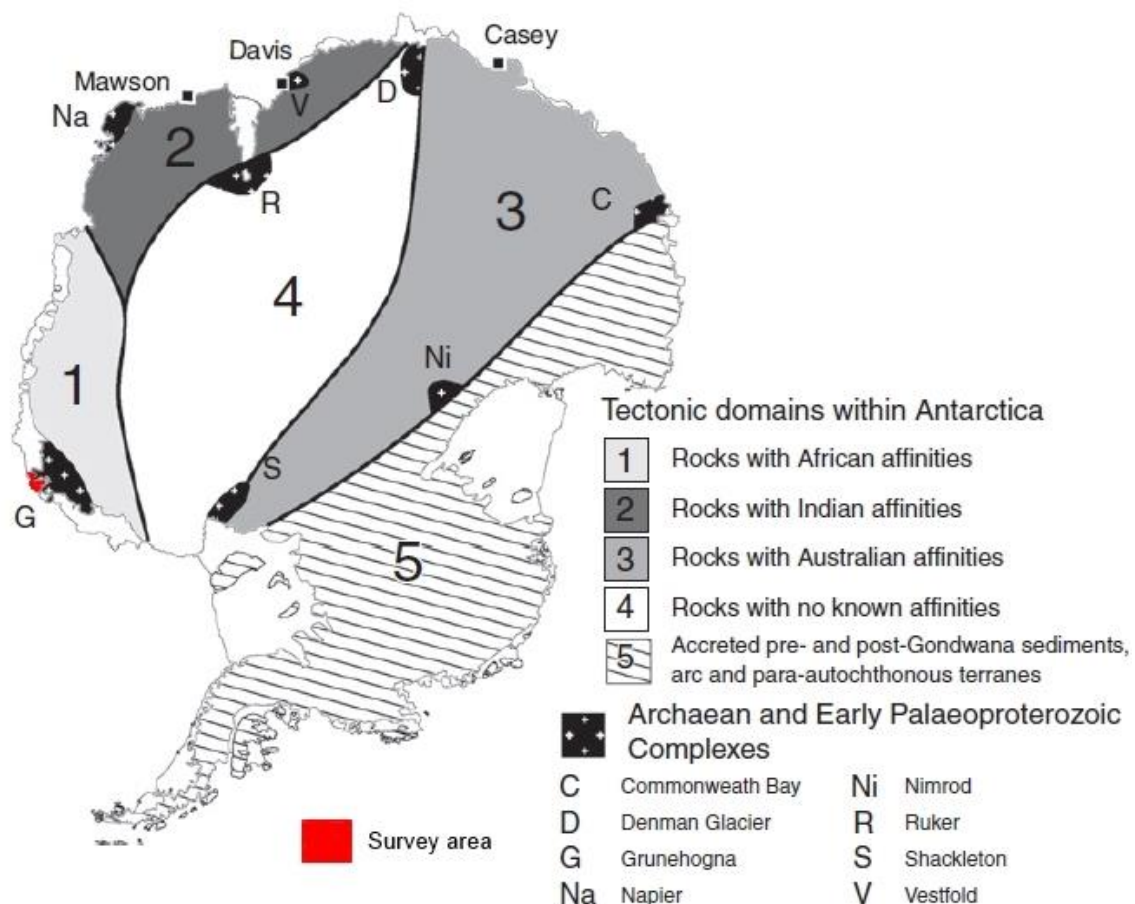 Casey
Davis
Mawson
Na
V
D
2
R
3
C
4
Ni
1
S
G
5
Tectonic domains within Antarctica
1 Rocks with African affinities
2 Rocks with Indian affinities
3 Rocks with Australian affinities
4 Rocks with no known affinities
5 Accreted pre- and post-Gondwana sediments,
arc and para-autochthonous terranes
Archaean and Early Palaeoproterozoic
Complexes
C Commonweath Bay Ni Nimrod
D Denman Glacier R Ruker
G Grunehogna S Shackleton
Na Napier V Vestfold
Survey area